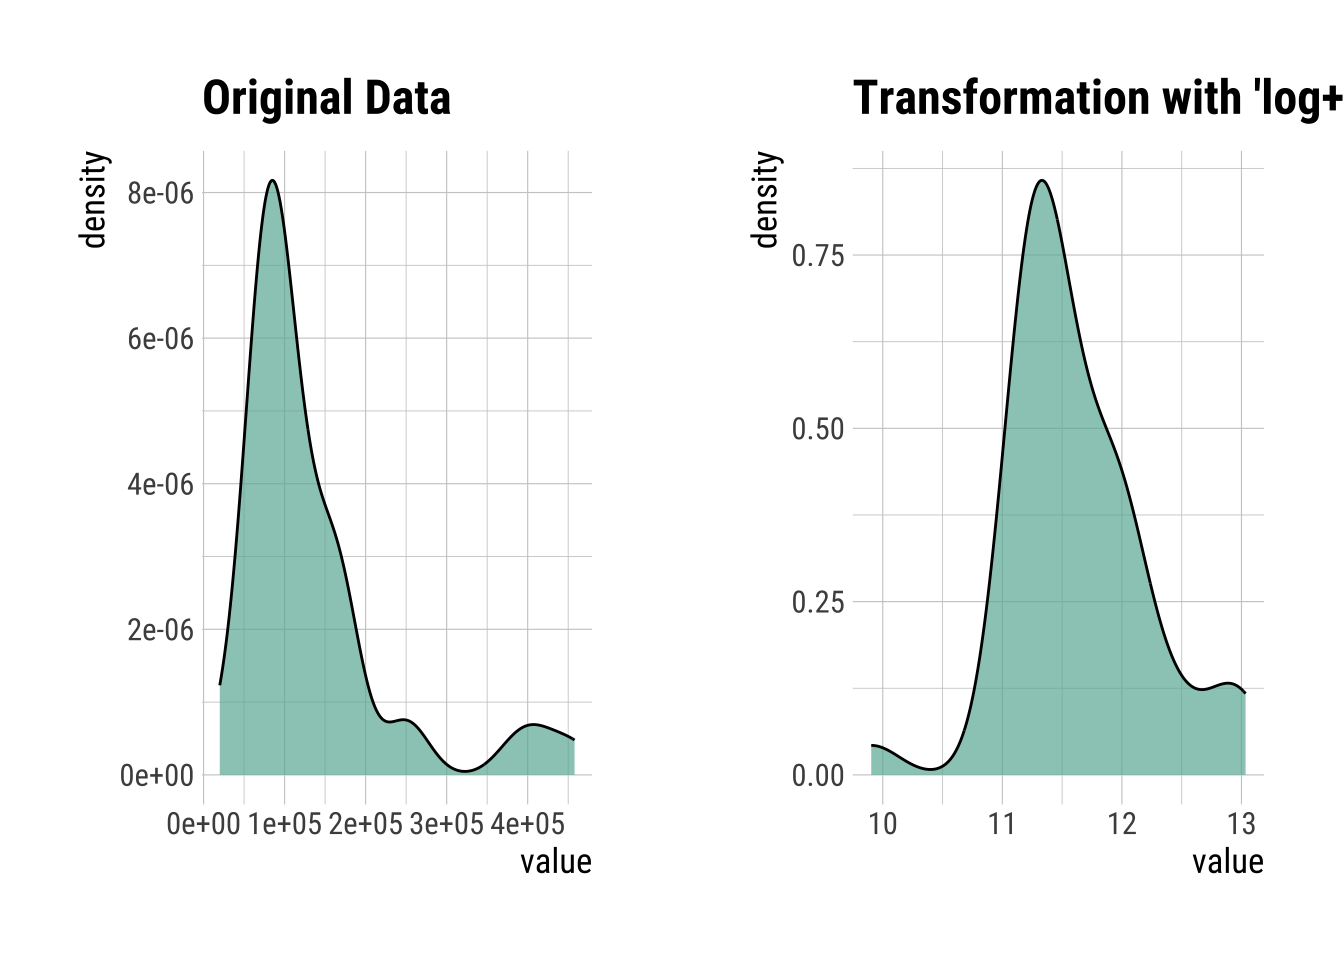 Original Data
density
8e-06
6e-06
4e-06
2e-06
0e+00
0e+00 1e+05 2e+05 3e+05 4e+05
value
Transformation with 'log+
density
0.75
0.50
0.25
0.00
10 11 12 13
value